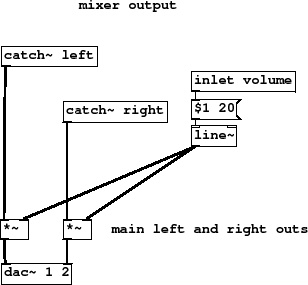 mixer output
catch~ left
inlet volume
catch~ right
$1 20
line~
*~
*~
main left and right outs
dac~ 1 2